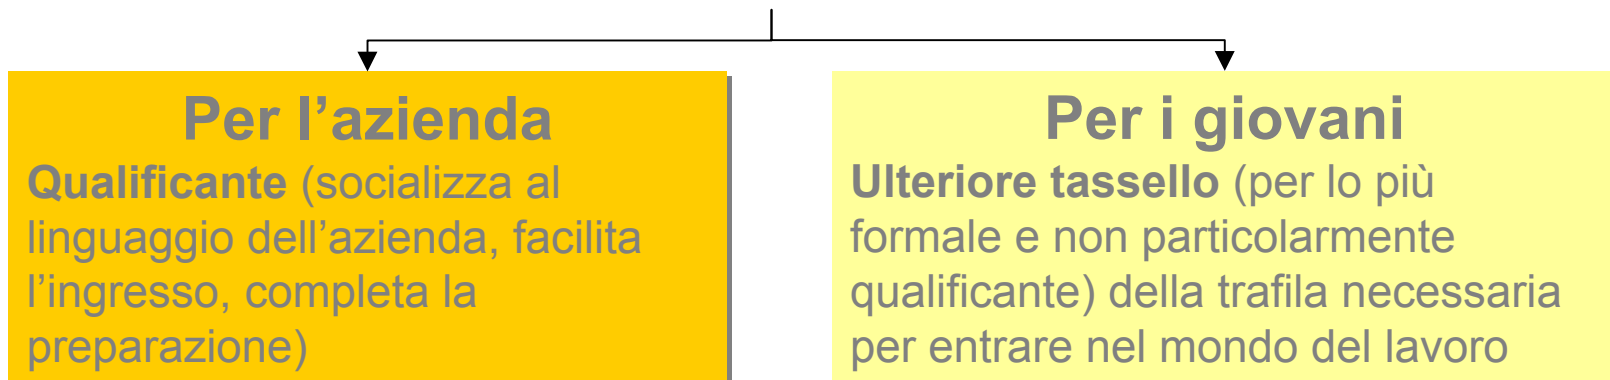 Per l’azienda
Qualificante (socializza al
linguaggio dell’azienda, facilita
l’ingresso, completa la
preparazione)
Per i giovani
Ulteriore tassello (per lo più
formale e non particolarmente
qualificante) della trafila necessaria
per entrare nel mondo del lavoro